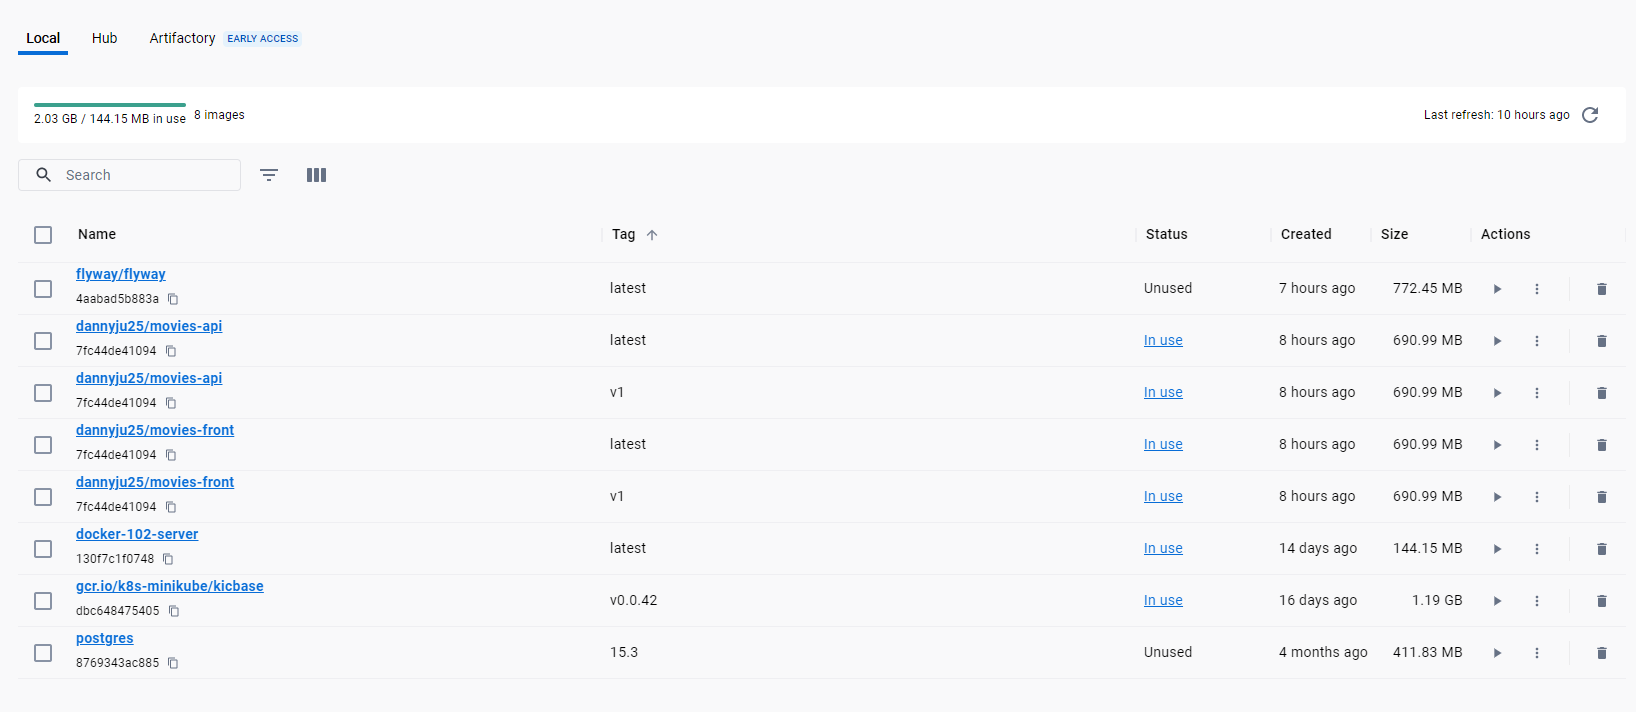 Local Hub Artifactory EARLY ACCESS
2.03 GB / 144.15 MB in use 8 images Last refresh: 10 hours ago
Search
Name Tag Status Created Size Actions
flyway/flyway
4aabad5b883a latest Unused 7 hours ago 772.45 MB
dannyju25/movies-api
7fc44de41094 latest In use 8 hours ago 690.99 MB
dannyju25/movies-api
7fc44de41094 v1 In use 8 hours ago 690.99 MB
dannyju25/movies-front
7fc44de41094 latest In use 8 hours ago 690.99 MB
dannyju25/movies-front
7fc44de41094 v1 In use 8 hours ago 690.99 MB
docker-102-server
130f7c1f0748 latest In use 14 days ago 144.15 MB
gcr.io/k8s-minikube/kicbase
dbc648475405 v0.0.42 In use 16 days ago 1.19 GB
postgres
8769343ac885 15.3 Unused 4 months ago 411.83 MB